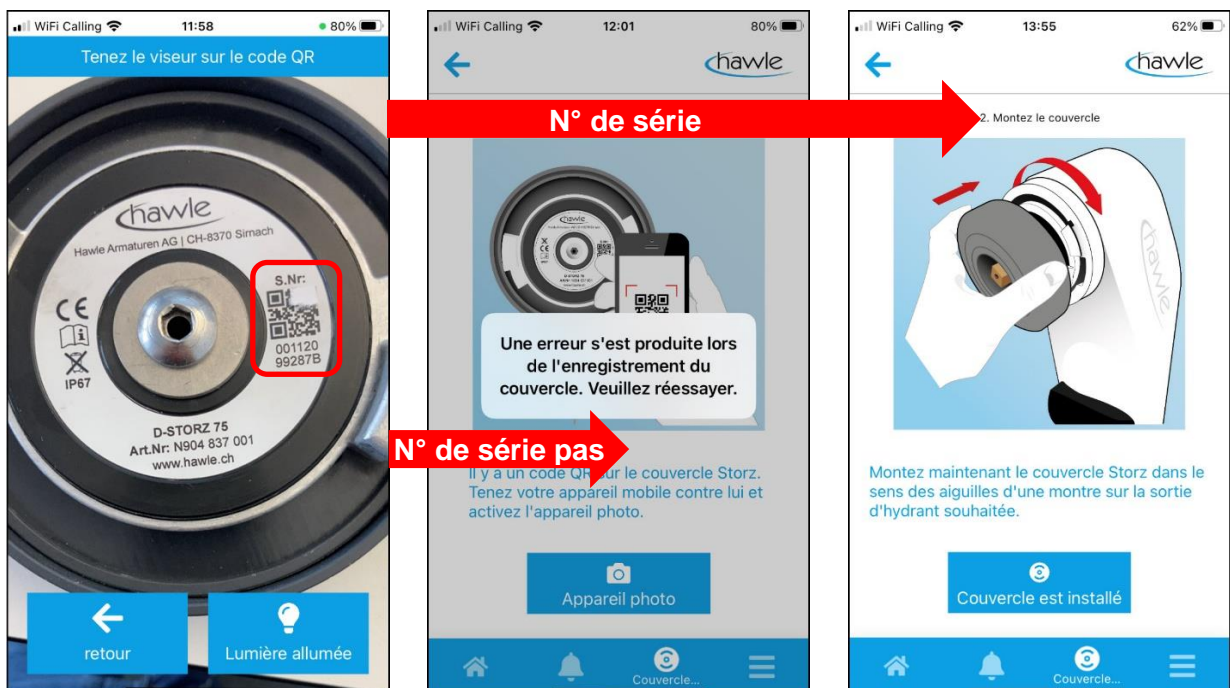 WiFi Calling 11:58 80%
Tenez le viseur sur le code QR
hawle
Hawle Armaturen AG | CH-8370 Sirnach
S.Nr:
001120
99287B
CE
IP67
D-STORZ 75
Art.Nr: N904 837 001
www.hawle.ch
retour
Lumière allumée
WiFi Calling 12:01 80%
hawle
N° de série
hawle
Une erreur s'est produite lors
de l'enregistrement du
couvercle. Veuillez réessayer.
N° de série pas
Il y a un code QR sur le couvercle Storz.
Tenez votre appareil mobile contre lui et
activez l'appareil photo.
Appareil photo
Couvercle...
WiFi Calling 13:55 62%
hawle
2. Montez le couvercle
hawle
Montez maintenant le couvercle Storz dans le
sens des aiguilles d'une montre sur la sortie
d'hydrant souhaitée.
Couvercle est installé
Couvercle...